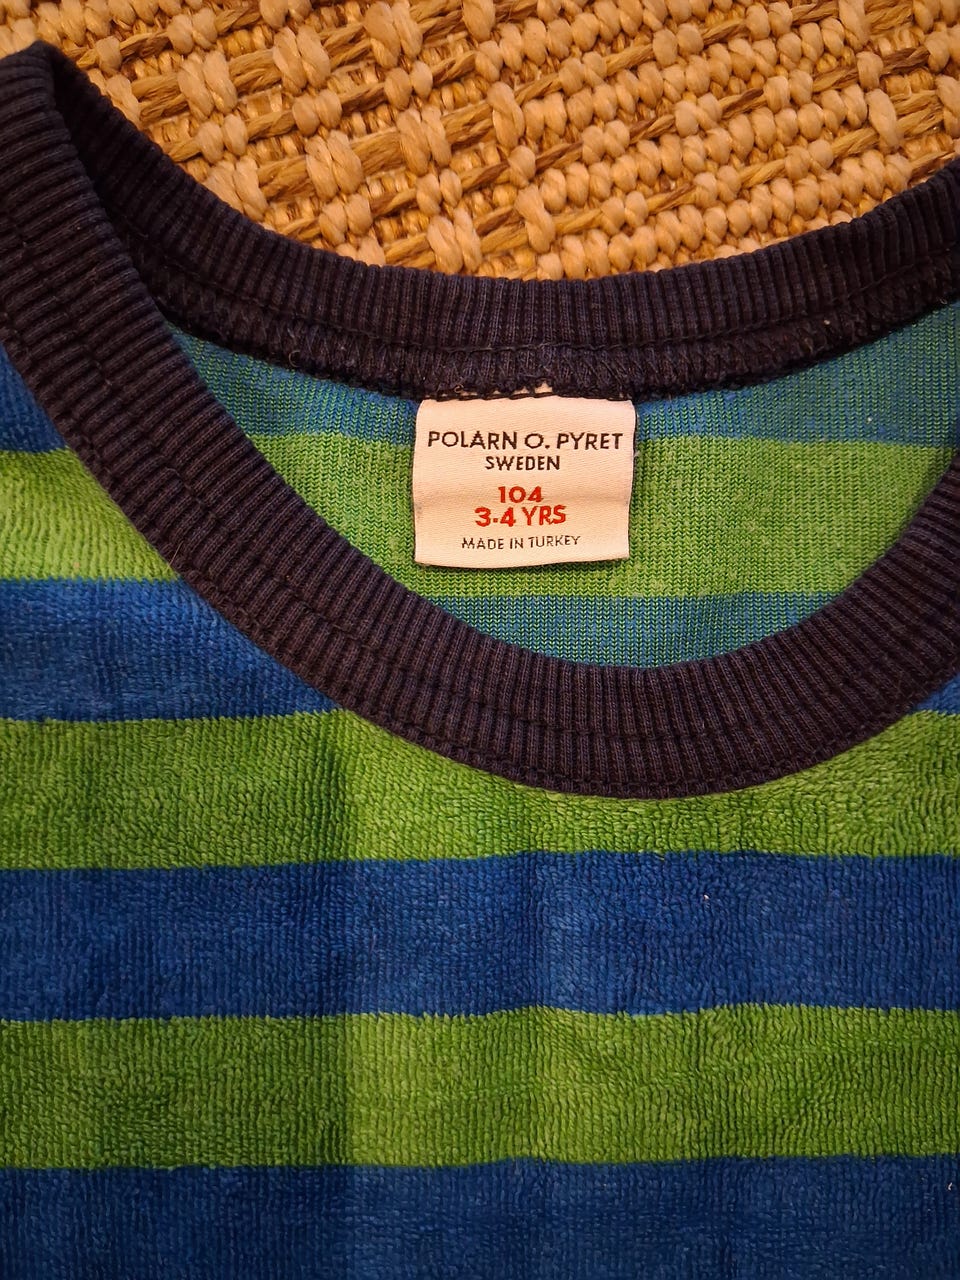 POLARN O. PYRET
SWEDEN
104
3-4 YRS
MADE IN TURKEY